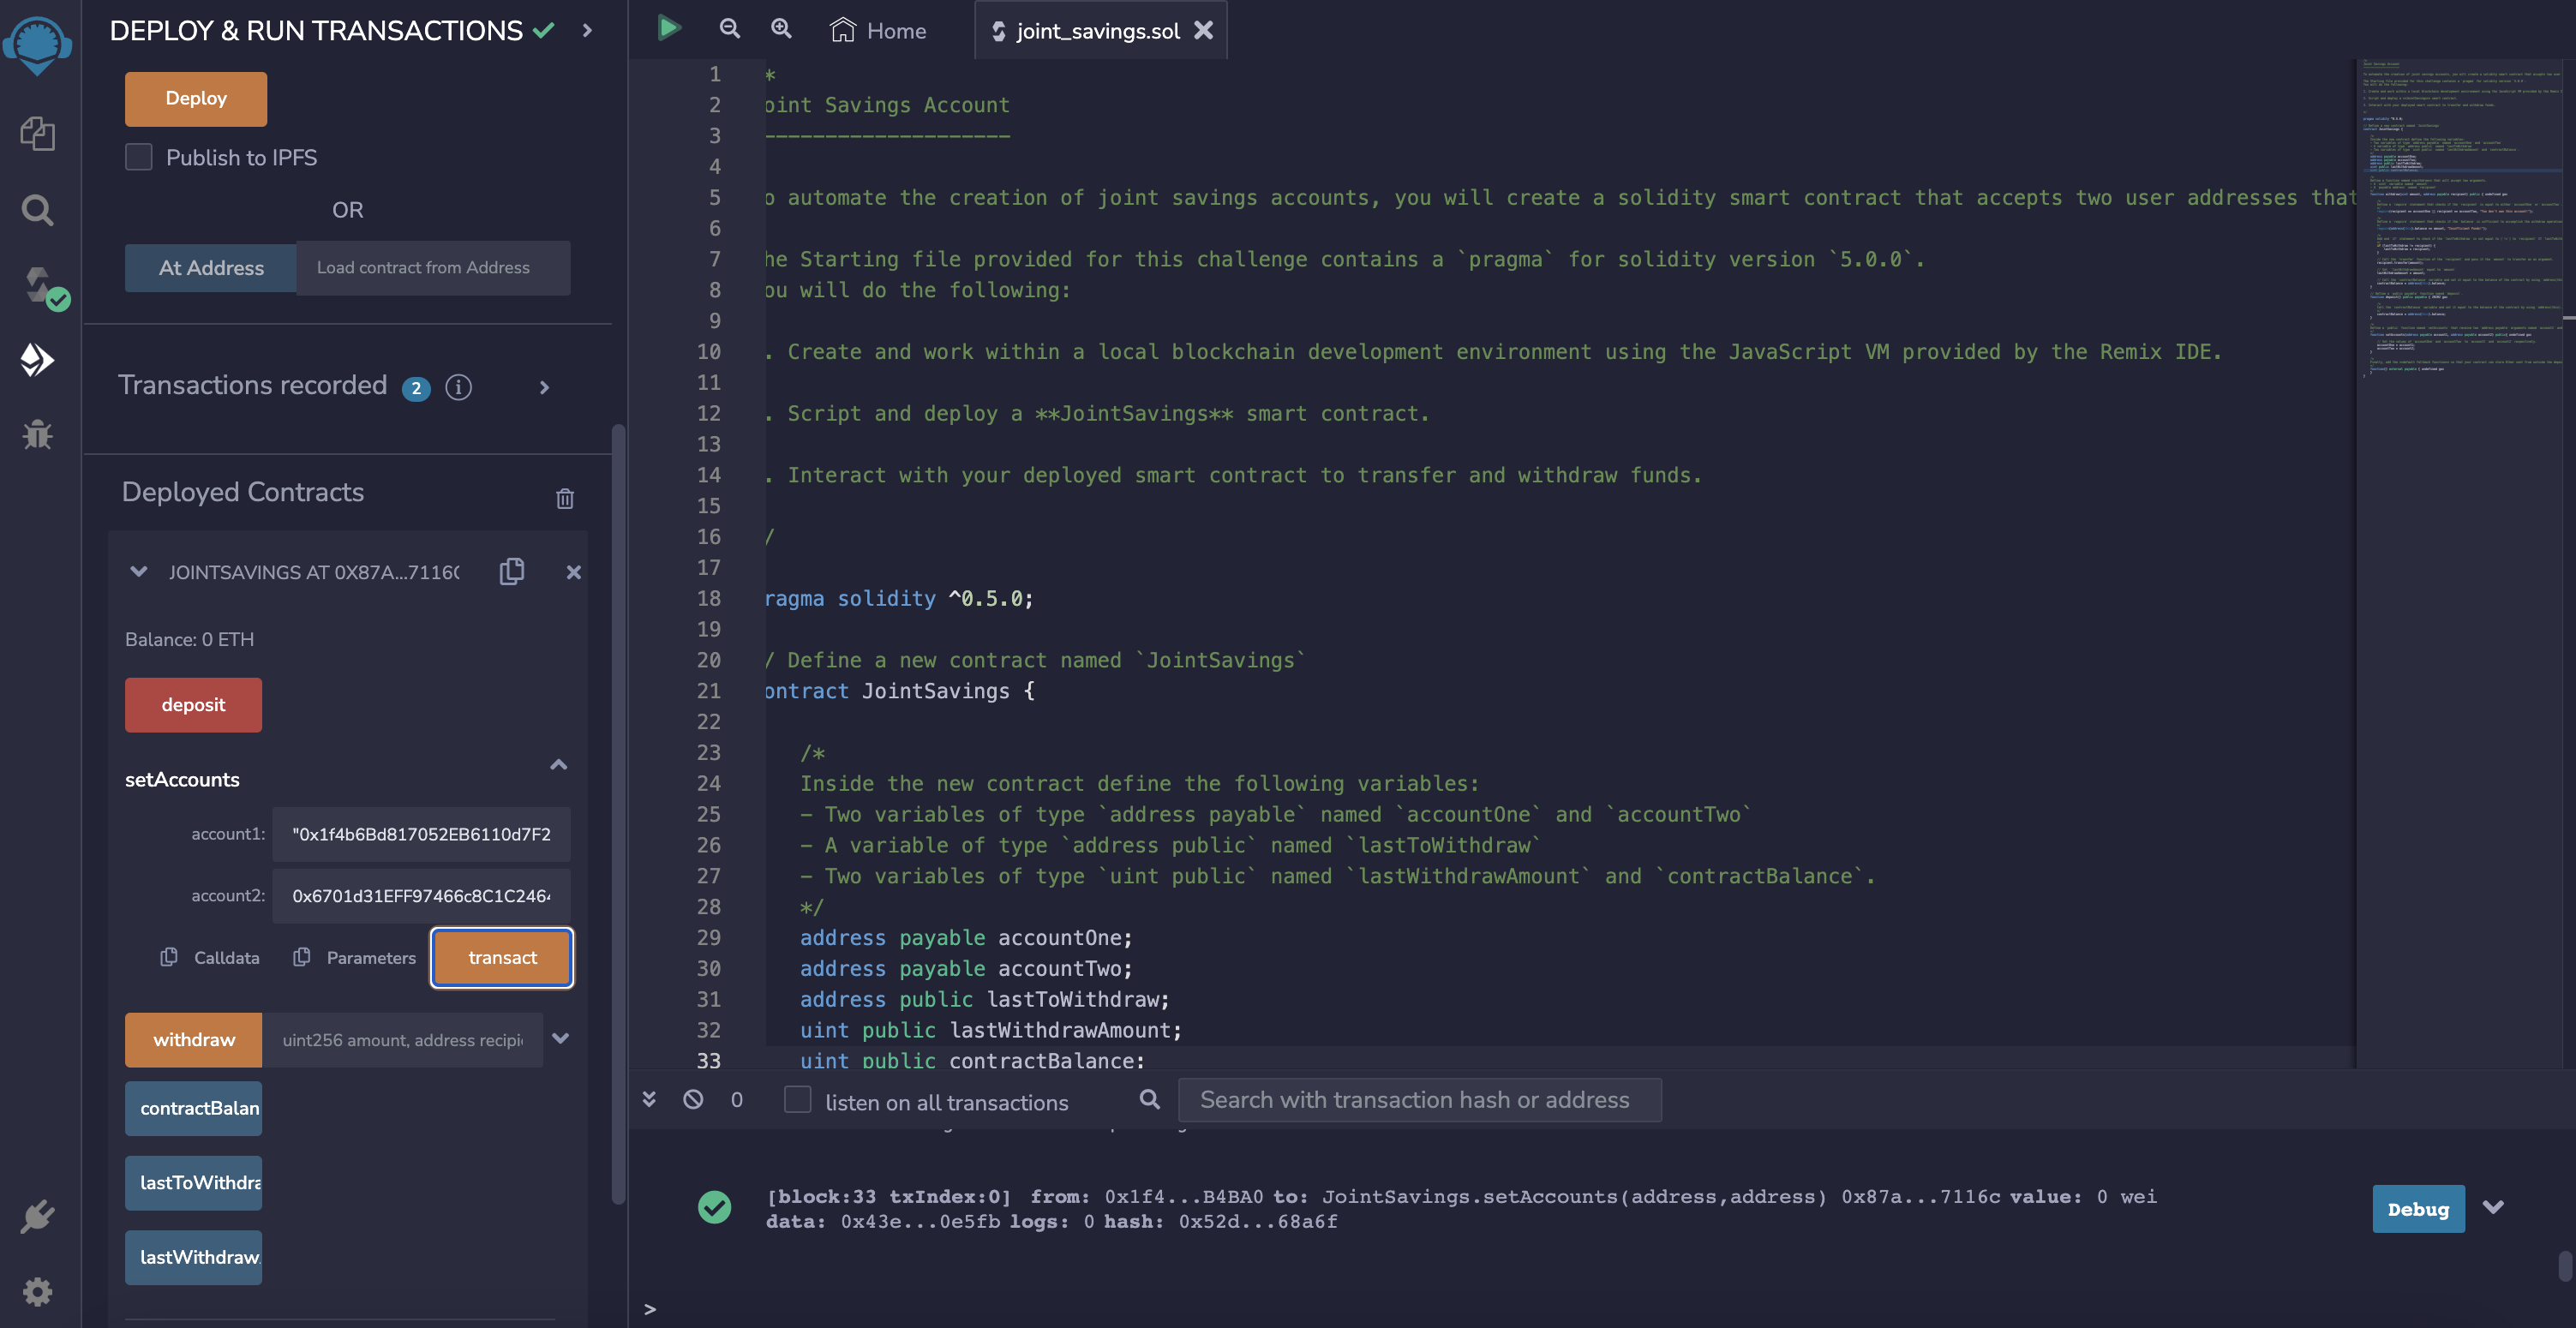 DEPLOY & RUN TRANSACTIONS
Deploy
Publish to IPFS
OR
At Address Load contract from Address
Transactions recorded 2 i
Deployed Contracts
JOINTSAVINGS AT 0X87A...7116C
Balance: 0 ETH
deposit
setAccounts
account1: "0x1f4b6Bd817052EB6110d7F2
account2: 0x6701d31EFF97466c8C1C246
Calldata Parameters transact
withdraw uint256 amount, address recipi
contractBalan
lastToWithdra
lastWithdraw
Home joint_savings.sol
1 *
2 oint Savings Account
3 --------------------
4
5 o automate the creation of joint savings accounts, you will create a solidity smart contract that accepts two user addresses that
6
7 he Starting file provided for this challenge contains a `pragma` for solidity version `5.0.0`.
8 ou will do the following:
9
10 . Create and work within a local blockchain development environment using the JavaScript VM provided by the Remix IDE.
11
12 . Script and deploy a **JointSavings** smart contract.
13
14 . Interact with your deployed smart contract to transfer and withdraw funds.
15
16 /
17
18 ragma solidity ^0.5.0;
19
20 / Define a new contract named `JointSavings`
21 ontract JointSavings {
22
23 /*
24 Inside the new contract define the following variables:
25 - Two variables of type `address payable` named `accountOne` and `accountTwo`
26 - A variable of type `address public` named `lastToWithdraw`
27 - Two variables of type `uint public` named `lastWithdrawAmount` and `contractBalance`.
28 */
29 address payable accountOne;
30 address payable accountTwo;
31 address public lastToWithdraw;
32 uint public lastWithdrawAmount;
33 uint public contractBalance;
0 listen on all transactions Search with transaction hash or address
[block:33 txIndex:0] from: 0x1f4...B4BA0 to: JointSavings.setAccounts(address,address) 0x87a...7116c value: 0 wei
data: 0x43e...0e5fb logs: 0 hash: 0x52d...68a6f
Debug
>